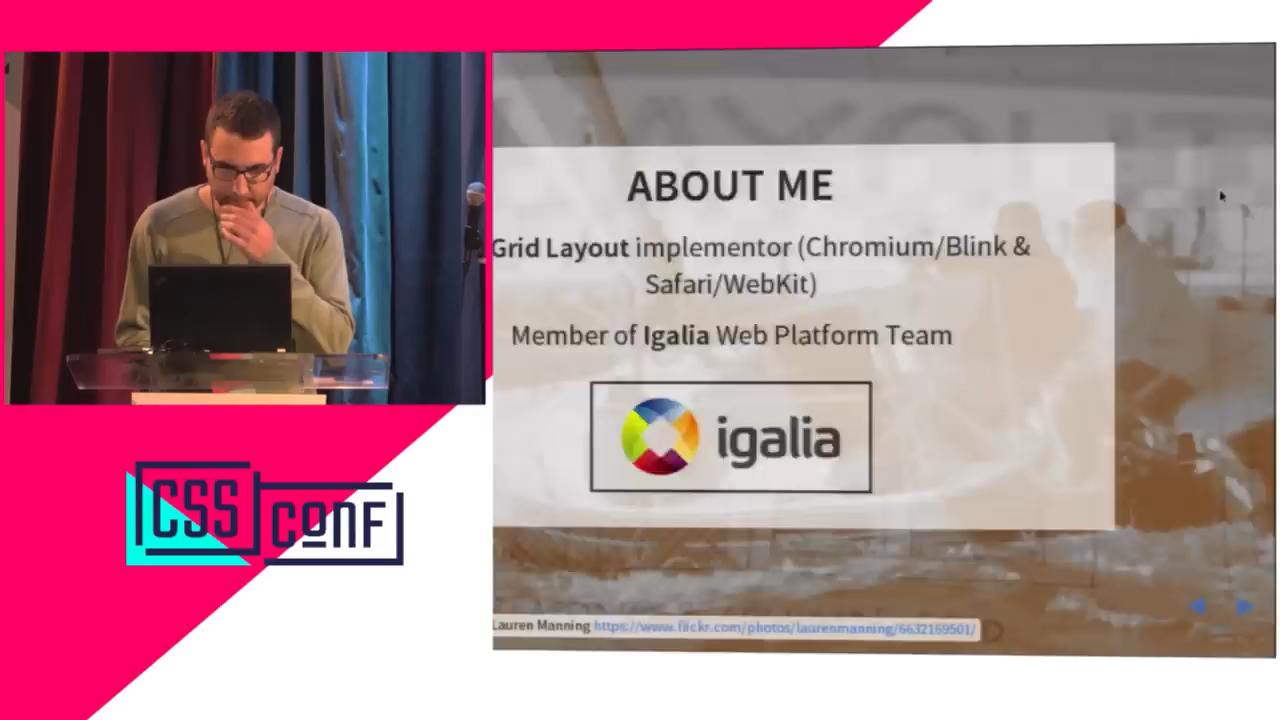 ABOUT ME
Grid Layout implementor (Chromium/Blink &
Safari/WebKit)
Member of Igalia Web Platform Team
igalia
Lauren Manning https://www.flickr.com/photos/laurenmanning/6632169501/
CSS
conf